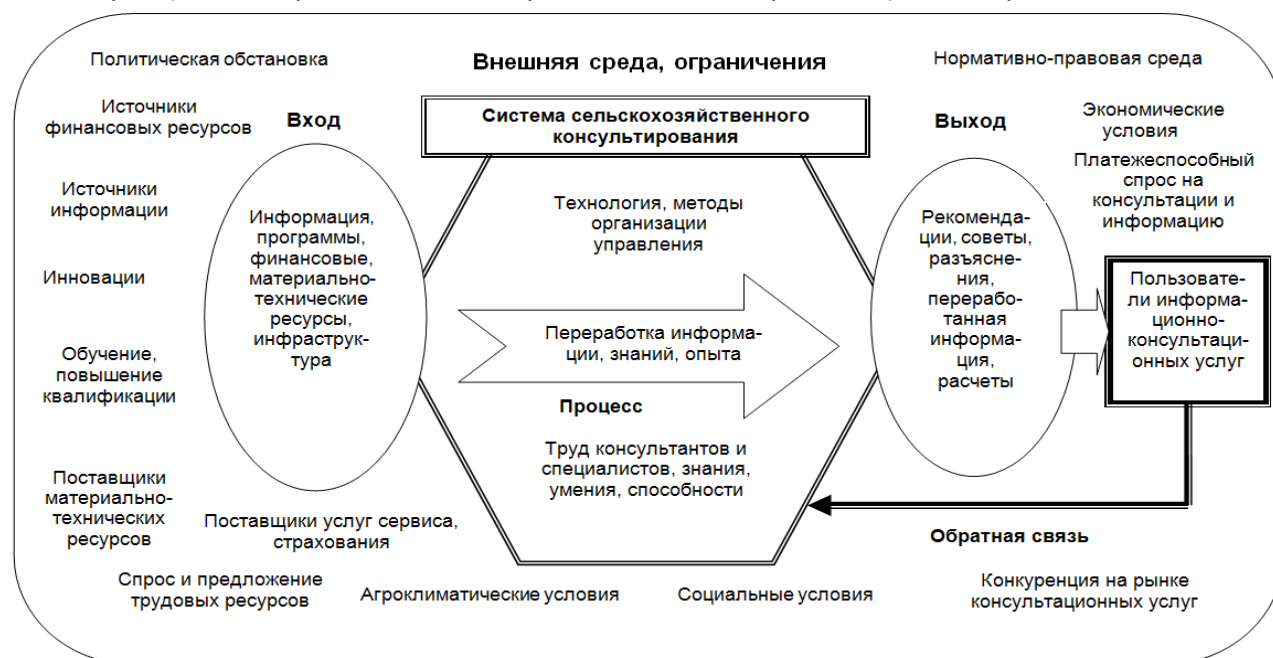 Политическая обстановка
Внешняя среда, ограничения
Нормативно-правовая среда
Источники
финансовых ресурсов
Вход
Система сельскохозяйственного
консультирования
Выход
Экономические
условия
Источники
информации
Платежеспособный
спрос на
консультации и
информацию
Инновации
Информация,
программы,
финансовые,
материально-
технические
ресурсы,
инфраструк-
тура
Технология, методы
организации
управления
Рекоменда-
ции, советы,
разъясне-
ния,
перерабо-
танная
информа-
ция,
расчеты
Пользовате-
ли информа-
ционно-
консультаци-
онных услуг
Обучение,
повышение
квалификации
Переработка информа-
ции, знаний, опыта
Процесс
Труд консультантов и
специалистов, знания,
умения, способности
Поставщики
материально-
технических
ресурсов
Поставщики услуг сервиса,
страхования
Обратная связь
Спрос и предложение
трудовых ресурсов
Агроклиматические условия
Социальные условия
Конкуренция на рынке
консультационных услуг